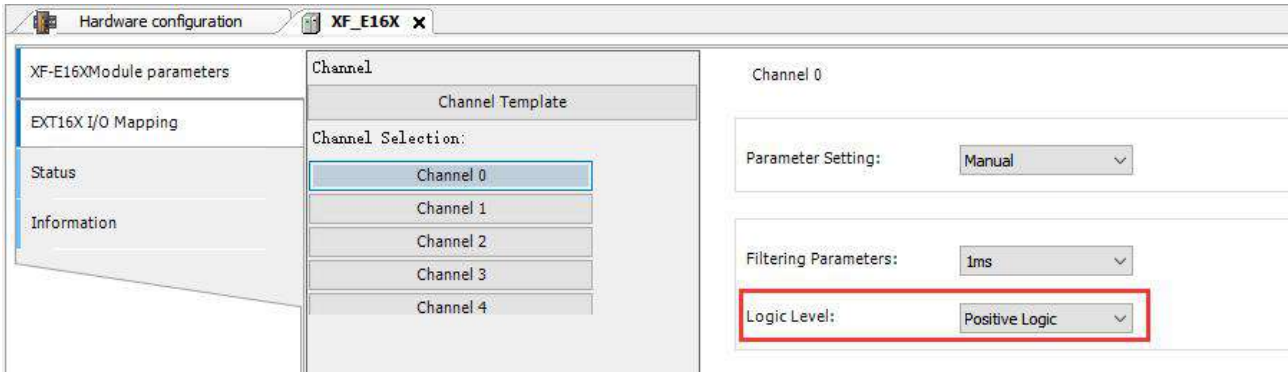 Hardware configuration
XF_E16X
XF-E16XModule parameters
EXT16X I/O Mapping
Status
Information
Channel
Channel Template
Channel Selection:
Channel 0
Channel 1
Channel 2
Channel 3
Channel 4
Channel 0
Parameter Setting: Manual
Filtering Parameters: 1ms
Logic Level: Positive Logic